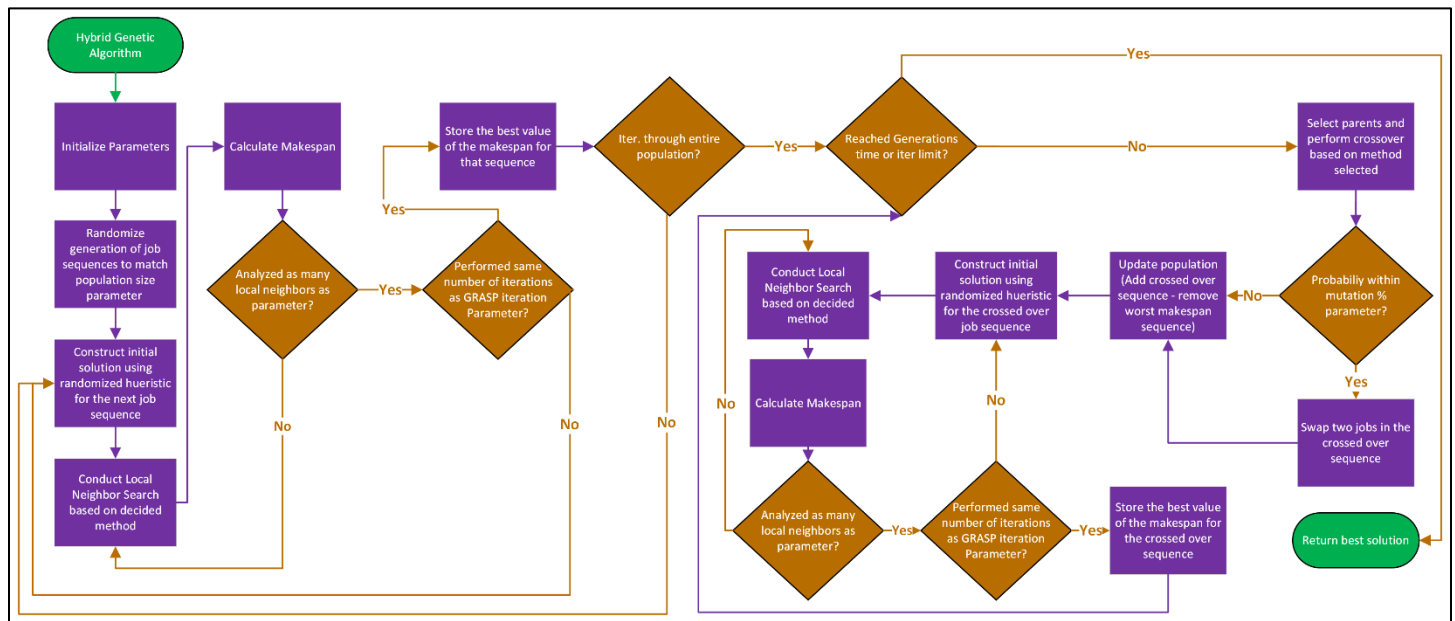 Hybrid Genetic
Algorithm
Initialize Parameters
Randomize
generation of job
sequences to match
population size
parameter
Construct initial
solution using
randomized hueristic
for the next job
sequence
Conduct Local
Neighbor Search
based on decided
method
Calculate Makespan
Analyzed as many
local neighbors as
parameter?
No
Yes
Performed same
number of iterations
as GRASP iteration
Parameter?
No
Yes
Store the best value
of the makespan for
that sequence
Iter. through entire
population?
No
Yes
Reached Generations
time or iter limit?
Yes
No
Select parents and
perform crossover
based on method
selected
Probabiliy within
mutation %
parameter?
No
Yes
Swap two jobs in the
crossed over
sequence
Update population
(Add crossed over
sequence - remove
worst makespan
sequence)
Construct initial
solution using
randomized hueristic
for the crossed over
job sequence
Conduct Local
Neighbor Search
based on decided
method
Calculate Makespan
Analyzed as many
local neighbors as
parameter?
No
Yes
Performed same
number of iterations
as GRASP iteration
Parameter?
No
Yes
Store the best value
of the makespan for
the crossed over
sequence
Return best solution